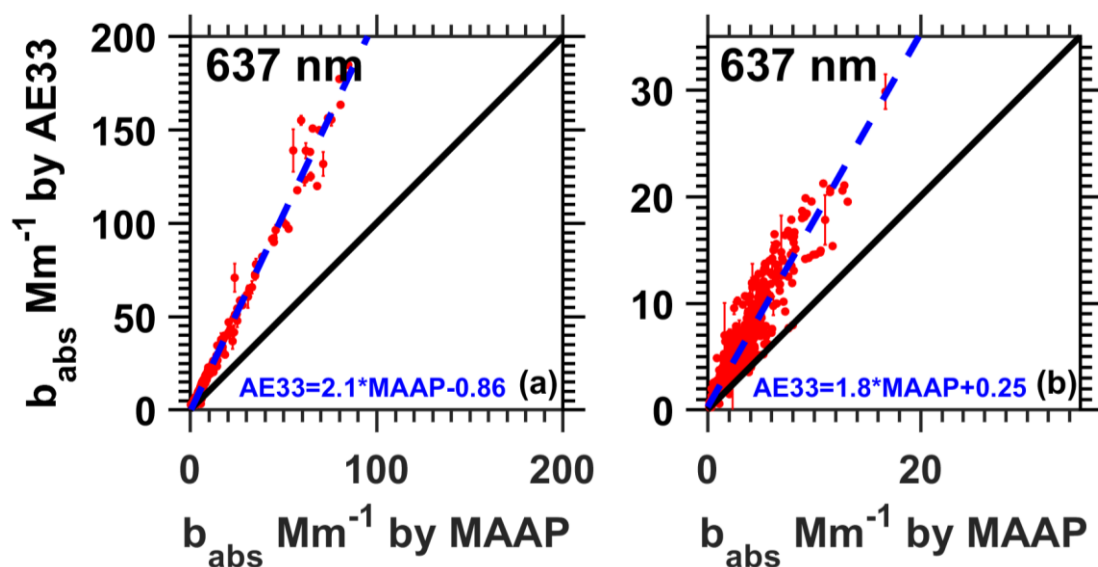 637 nm
200
150
100
50
0
b_abs Mm^-1 by AE33
AE33=2.1*MAAP-0.86
(a)
0
100
200
b_abs Mm^-1 by MAAP
637 nm
30
20
10
0
AE33=1.8*MAAP+0.25
(b)
0
20
b_abs Mm^-1 by MAAP